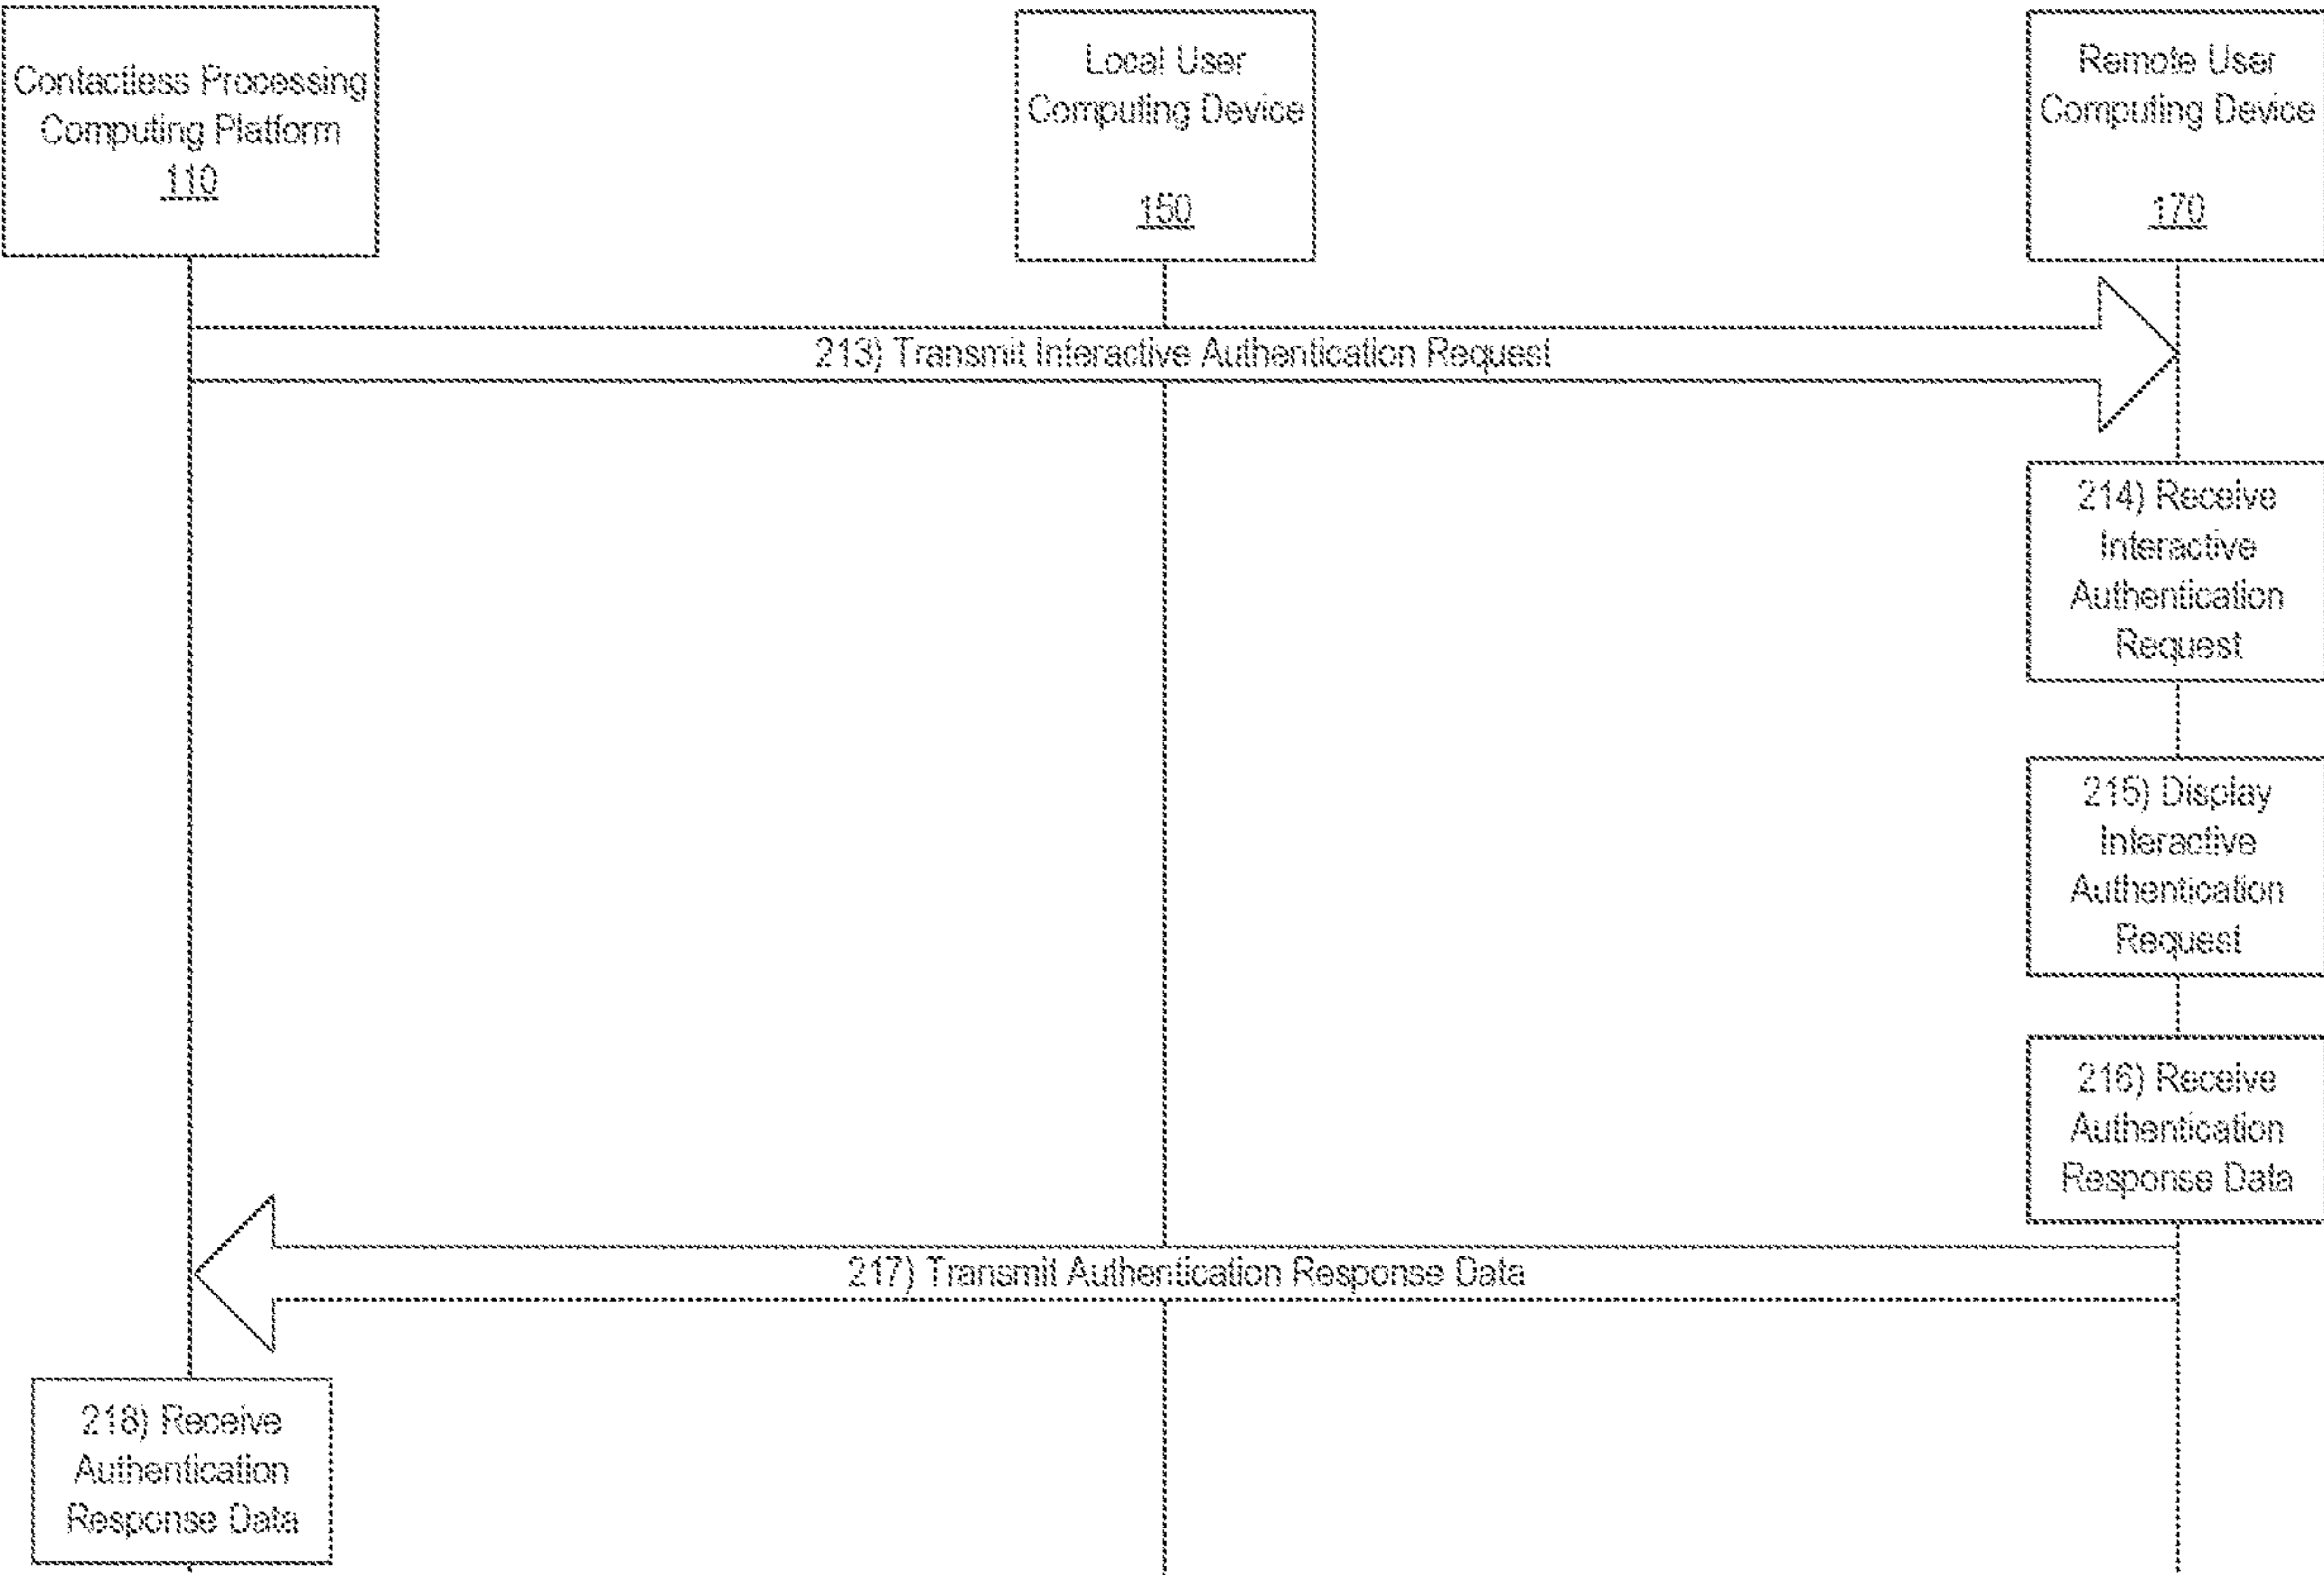 Contactless Processing
Computing Platform
110
Local User
Computing Device
150
Remote User
Computing Device
170
213) Transmit Interactive Authentication Request
214) Receive
Interactive
Authentication
Request
215) Display
Interactive
Authentication
Request
216) Receive
Authentication
Response Data
217) Transmit Authentication Response Data
218) Receive
Authentication
Response Data